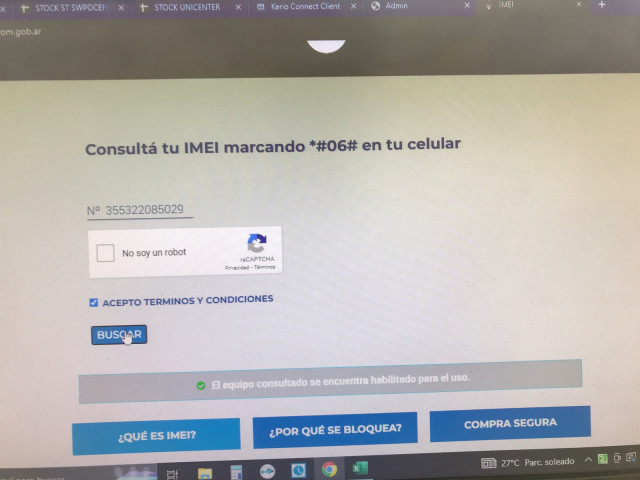 STOCK ST SWPOCE
STOCK UNICENTER
Kerio Connect Client
Admin
IMEI
om.gob.ar
Consultá tu IMEI marcando *#06# en tu celular
Nº 355322085029
No soy un robot
reCAPTCHA
Privacidad - Términos
ACEPTO TERMINOS Y CONDICIONES
BUSCAR
El equipo consultado se encuentra habilitado para el uso.
¿QUÉ ES IMEI?
¿POR QUÉ SE BLOQUEA?
COMPRA SEGURA
27°C Parc. soleado